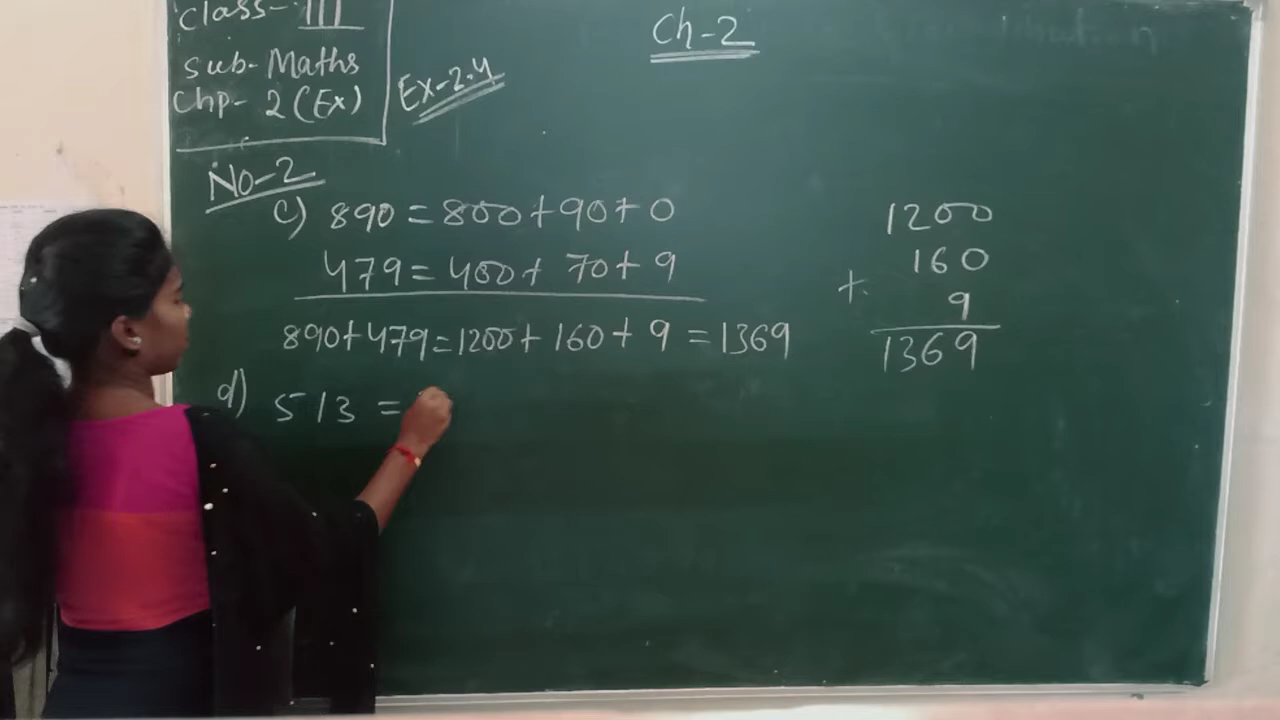 Class- III
Sub- Maths
Chp- 2 (Ex)
Ch-2
Ex-2.4
No-2
c) 890 = 800 + 90 + 0
479 = 400 + 70 + 9
890 + 479 = 1200 + 160 + 9 = 1369
1200
160
+ 9
1369
d) 513 =